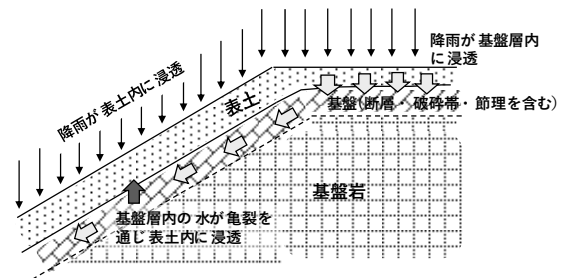 降雨が基盤層内
に浸透
降雨が表土内に浸透
表土
基盤(断層・破砕帯・節理を含む)
基盤岩
基盤層内の水が亀裂を
通じ表土内に浸透